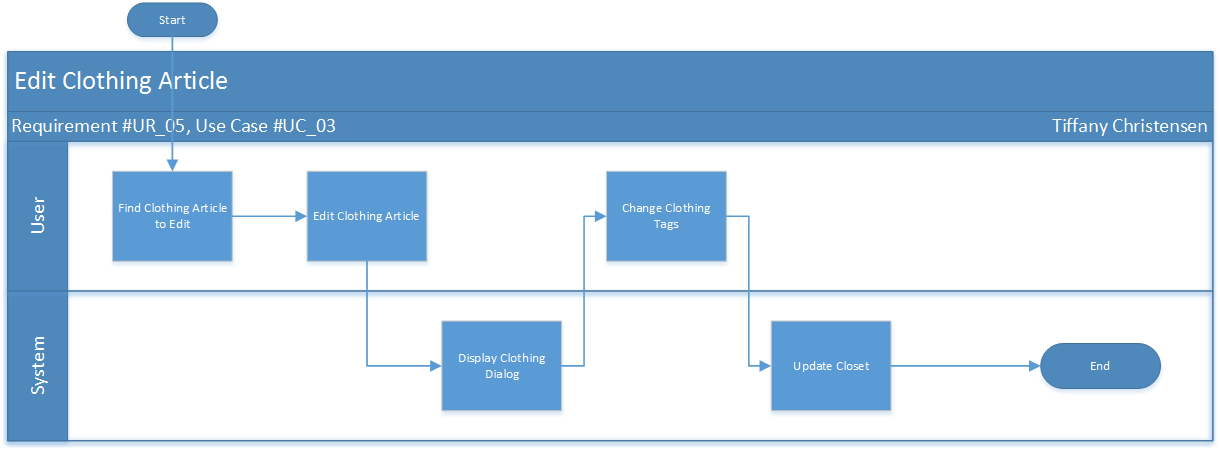 Start
Edit Clothing Article
Requirement #UR_05, Use Case #UC_03
Tiffany Christensen
User
Find Clothing Article
to Edit
Edit Clothing Article
Change Clothing
Tags
System
Display Clothing
Dialog
Update Closet
End